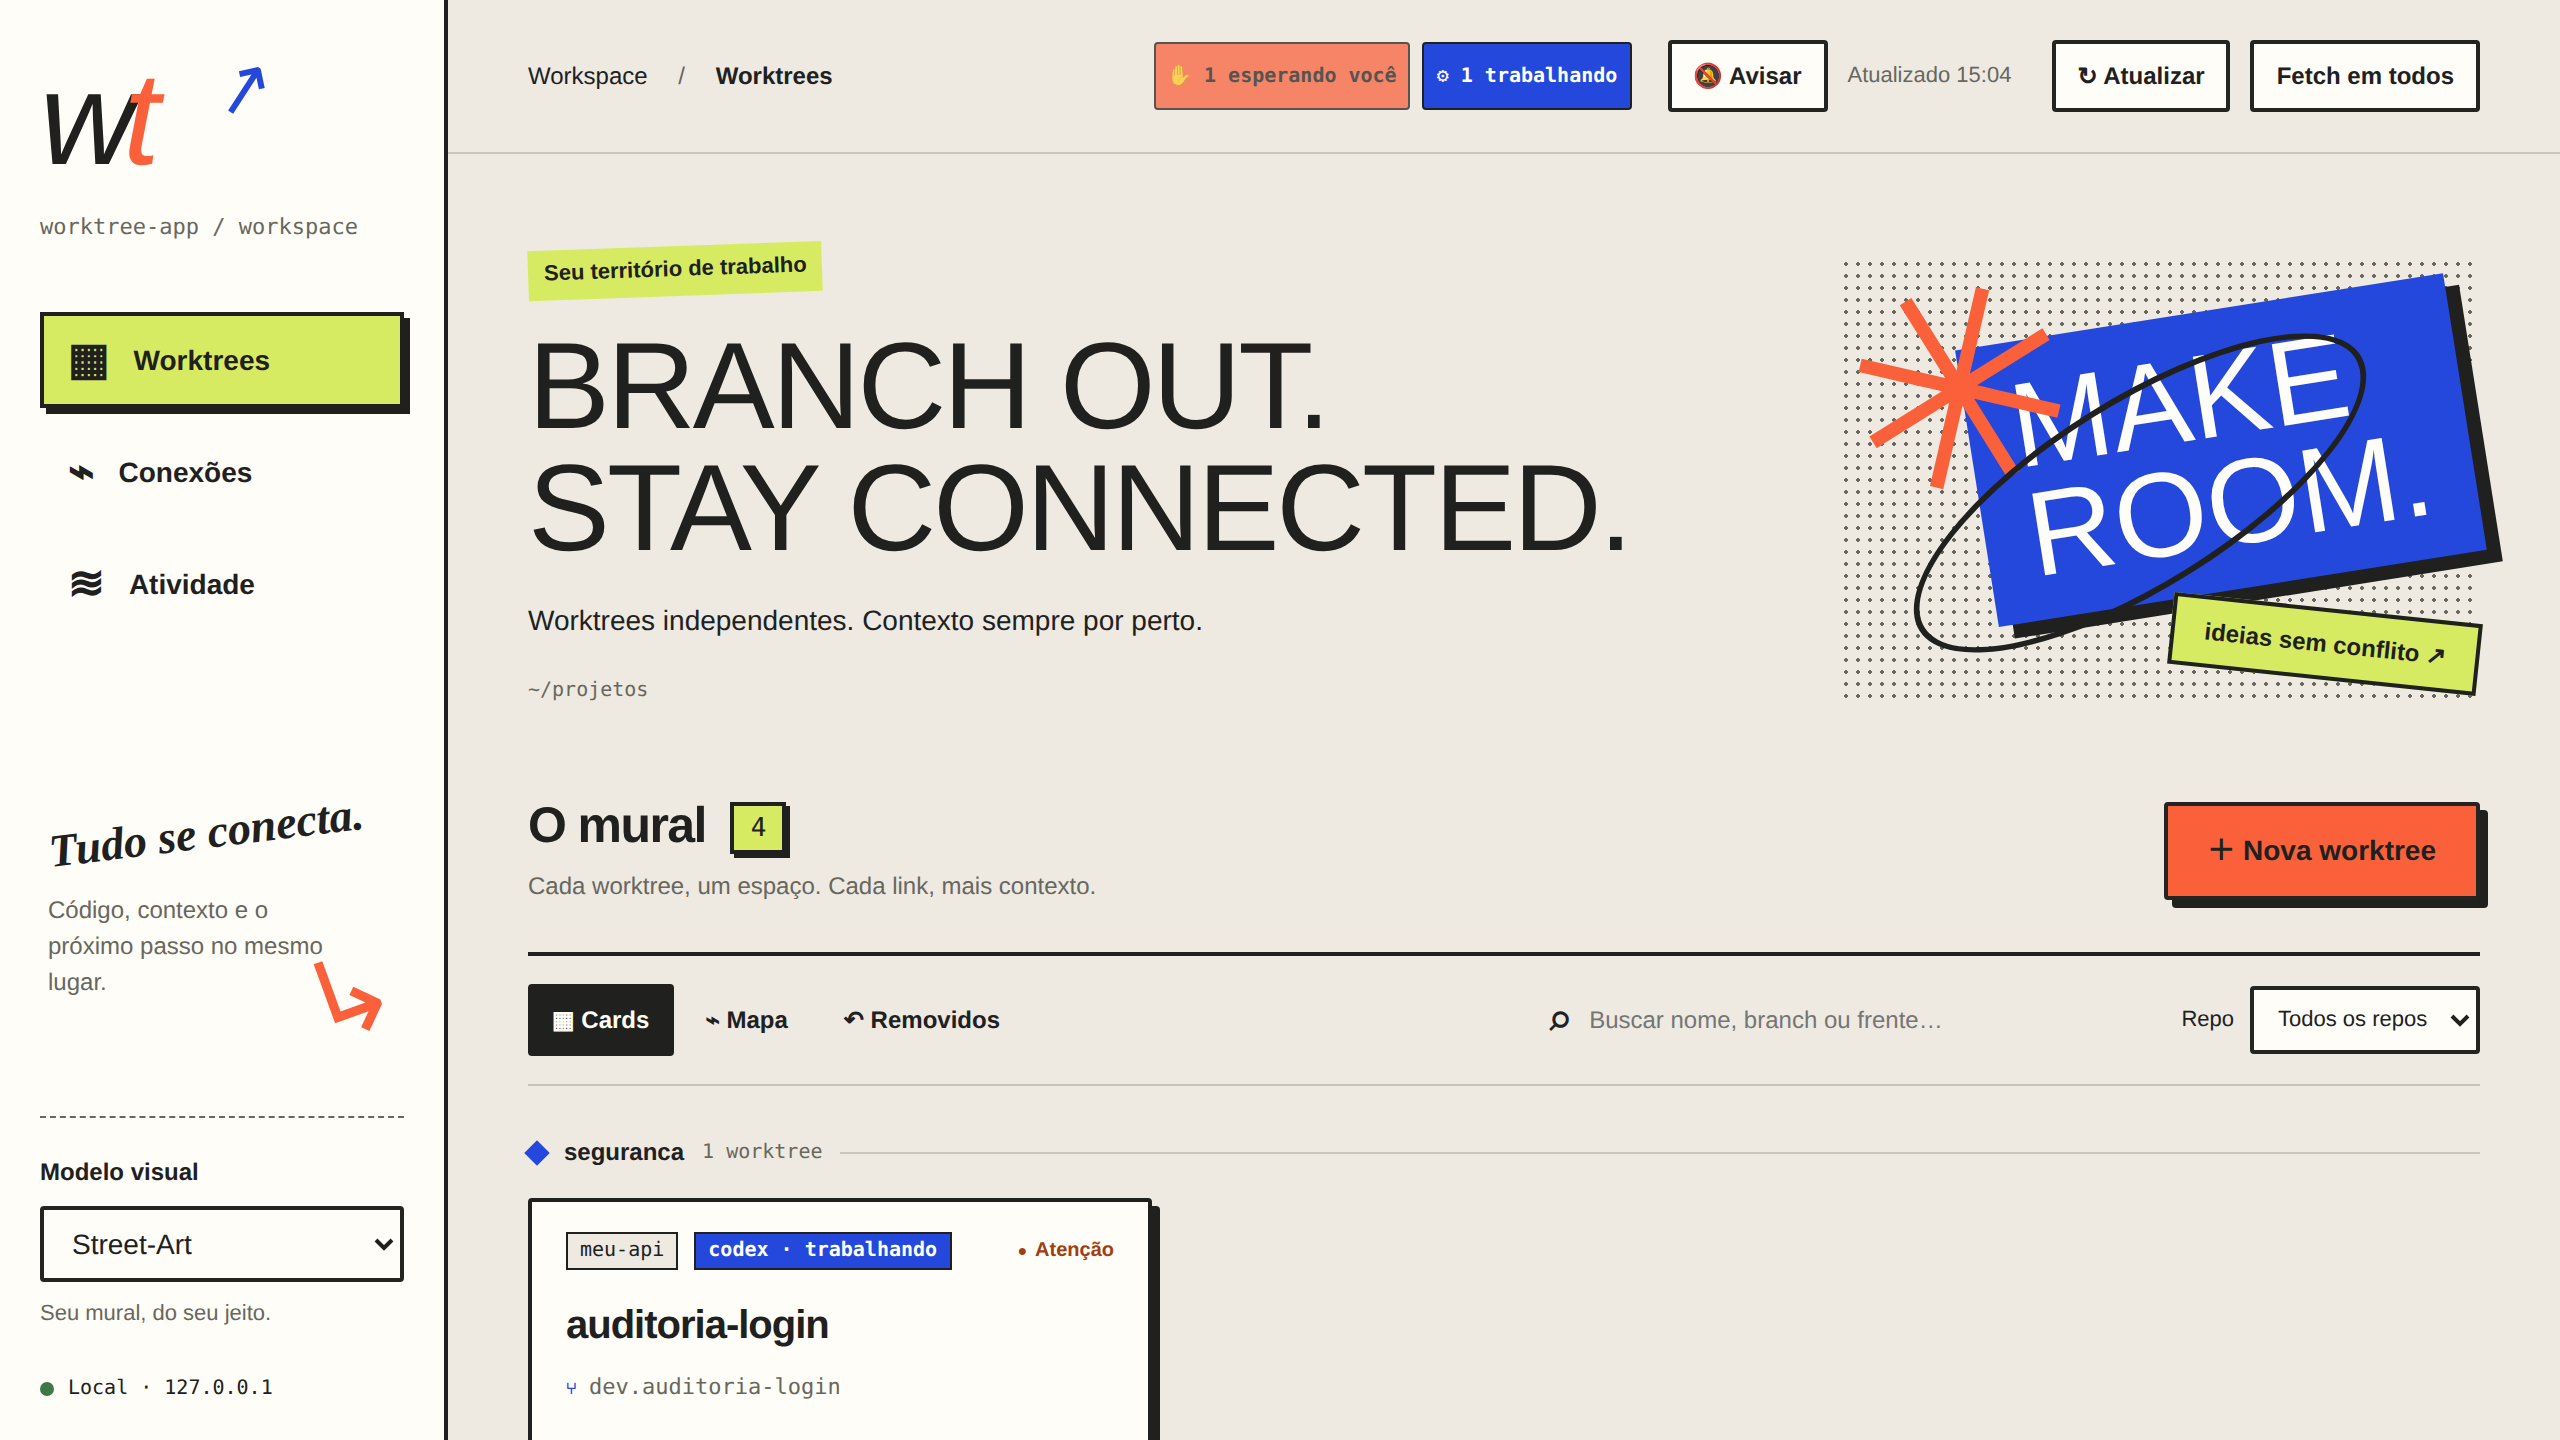 wt ↗
worktree-app / workspace
▦ Worktrees
⌁ Conexões
≋ Atividade
Tudo se conecta.
Código, contexto e o
próximo passo no mesmo
lugar.
↳
Modelo visual
Street-Art
Seu mural, do seu jeito.
● Local · 127.0.0.1
Workspace / Worktrees
✋ 1 esperando você
⚙ 1 trabalhando
🔕 Avisar
Atualizado 15:04
↻ Atualizar
Fetch em todos
Seu território de trabalho
BRANCH OUT.
STAY CONNECTED.
Worktrees independentes. Contexto sempre por perto.
~/projetos
MAKE
ROOM.
ideias sem conflito ↗
O mural 4
Cada worktree, um espaço. Cada link, mais contexto.
＋ Nova worktree
▦ Cards
⌁ Mapa
↶ Removidos
⌕ Buscar nome, branch ou frente…
Repo
Todos os repos
seguranca 1 worktree
meu-api
codex · trabalhando
● Atenção
auditoria-login
⑂ dev.auditoria-login